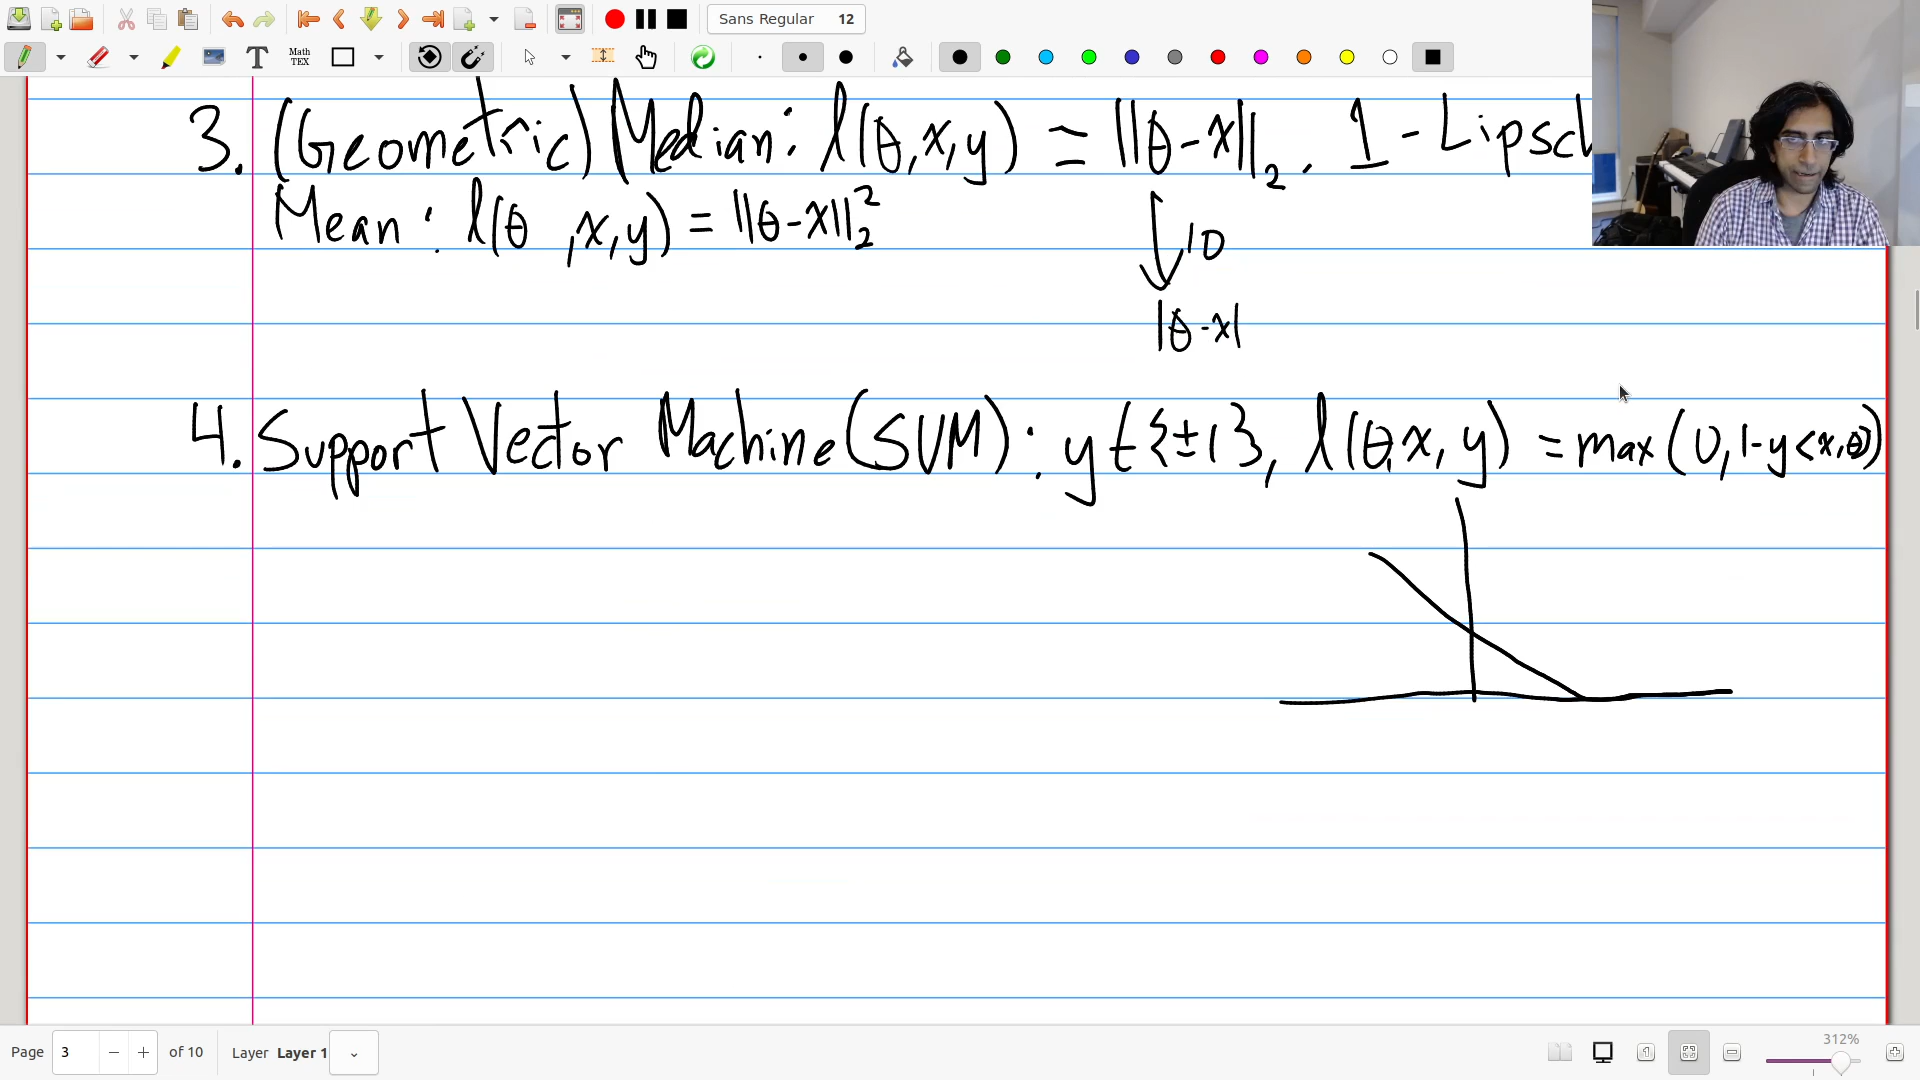 Sans Regular 12
Math
TEX
3. (Geometric) Median: l(θ,x,y) = ||θ-x||₂. 1-Lipsch
Mean: l(θ ,x,y) = ||θ-x||₂²
↓ 1D
|θ-x|
4. Support Vector Machine (SVM): y ∈ {±1}, l(θ,x,y) = max(0,1-y<x,θ>)
Page 3 of 10 Layer Layer 1 312%